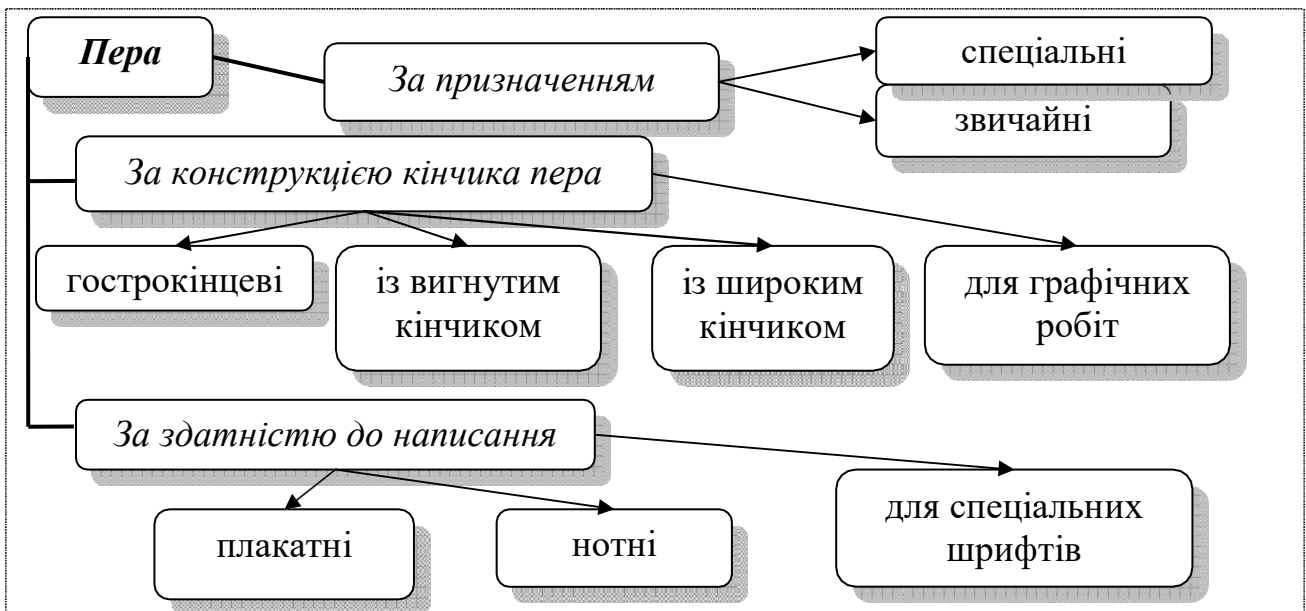 Пера
За призначенням
спеціальні
звичайні
За конструкцією кінчика пера
гострокінцеві
із вигнутим
кінчиком
із широким
кінчиком
для графічних
робіт
За здатністю до написання
плакатні
нотні
для спеціальних
шрифтів